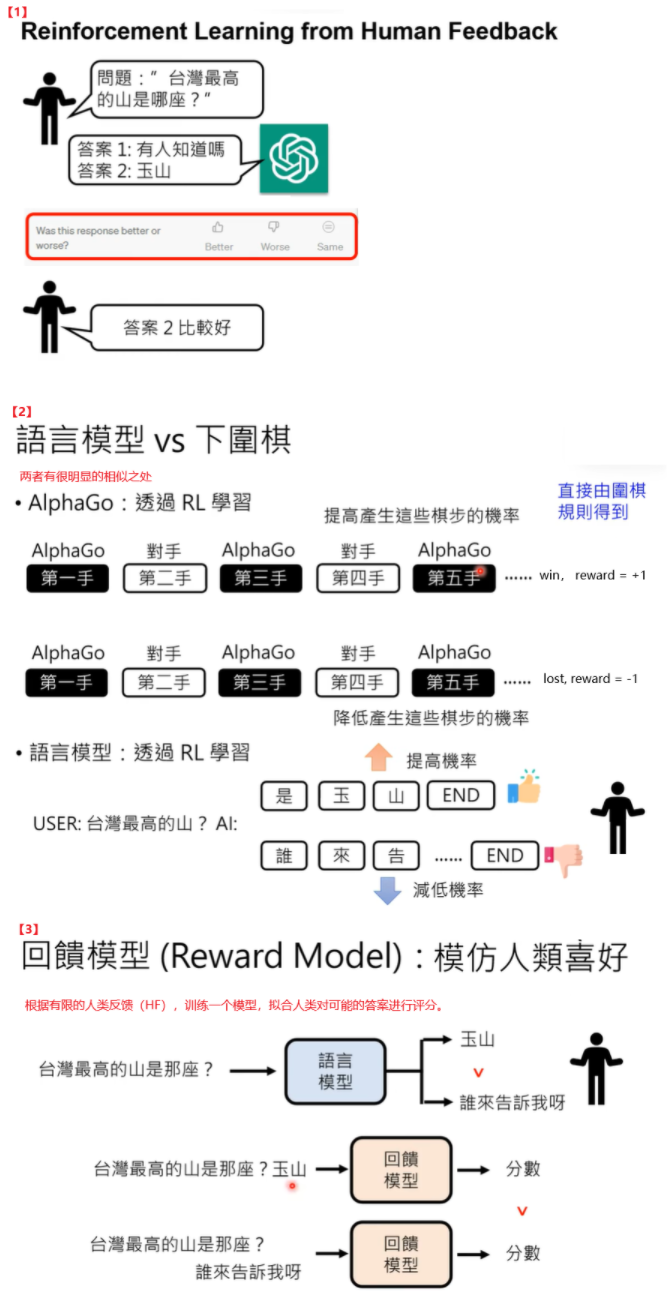 【1】
Reinforcement Learning from Human Feedback
問題：”台灣最高
的山是哪座？“
答案 1: 有人知道嗎
答案 2: 玉山
Was this response better or
worse?
Better
Worse
Same
答案 2 比較好
【2】
語言模型 vs 下圍棋
两者有很明显的相似之处
• AlphaGo：透過 RL 學習
直接由圍棋
規則得到
提高產生這些棋步的機率
AlphaGo 對手 AlphaGo 對手 AlphaGo
第一手 第二手 第三手 第四手 第五手 …… win， reward = +1
AlphaGo 對手 AlphaGo 對手 AlphaGo
第一手 第二手 第三手 第四手 第五手 …… lost, reward = -1
降低產生這些棋步的機率
• 語言模型：透過 RL 學習
提高機率
是 玉 山 END
USER: 台灣最高的山？ AI:
誰 來 告 …… END
減低機率
【3】
回饋模型 (Reward Model)：模仿人類喜好
根据有限的人类反馈（HF），训练一个模型，拟合人类对可能的答案进行评分。
台灣最高的山是那座？
語言
模型
玉山
誰來告訴我呀
台灣最高的山是那座？玉山
回饋
模型
分數
台灣最高的山是那座？
誰來告訴我呀
回饋
模型
分數